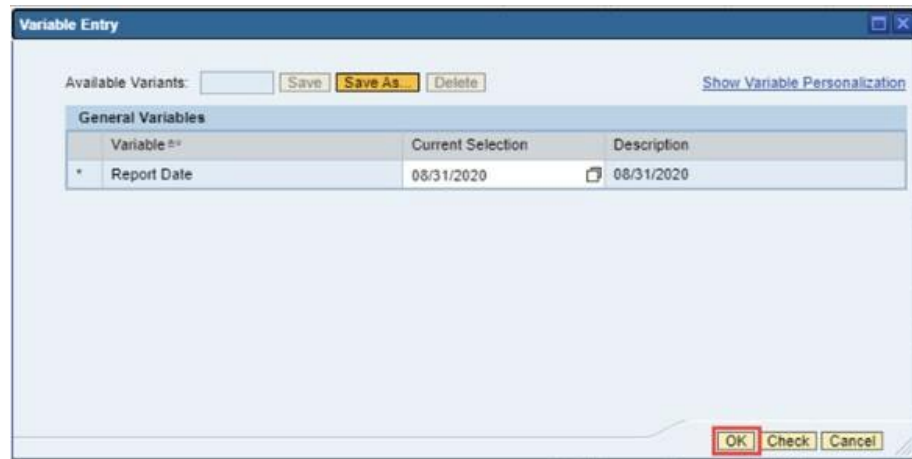 Variable Entry
Available Variants: Save Save As... Delete Show Variable Personalization
General Variables
Variable Current Selection Description
* Report Date 08/31/2020 08/31/2020
OK Check Cancel